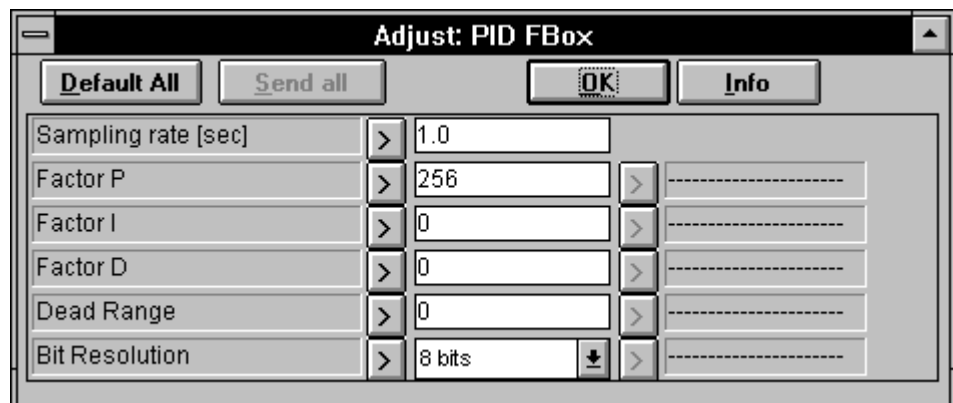 Adjust: PID FBox
Default All Send all OK Info
Sampling rate [sec] > 1.0
Factor P > 256 > ----------------------
Factor I > 0 > ----------------------
Factor D > 0 > ----------------------
Dead Range > 0 > ----------------------
Bit Resolution > 8 bits > ----------------------